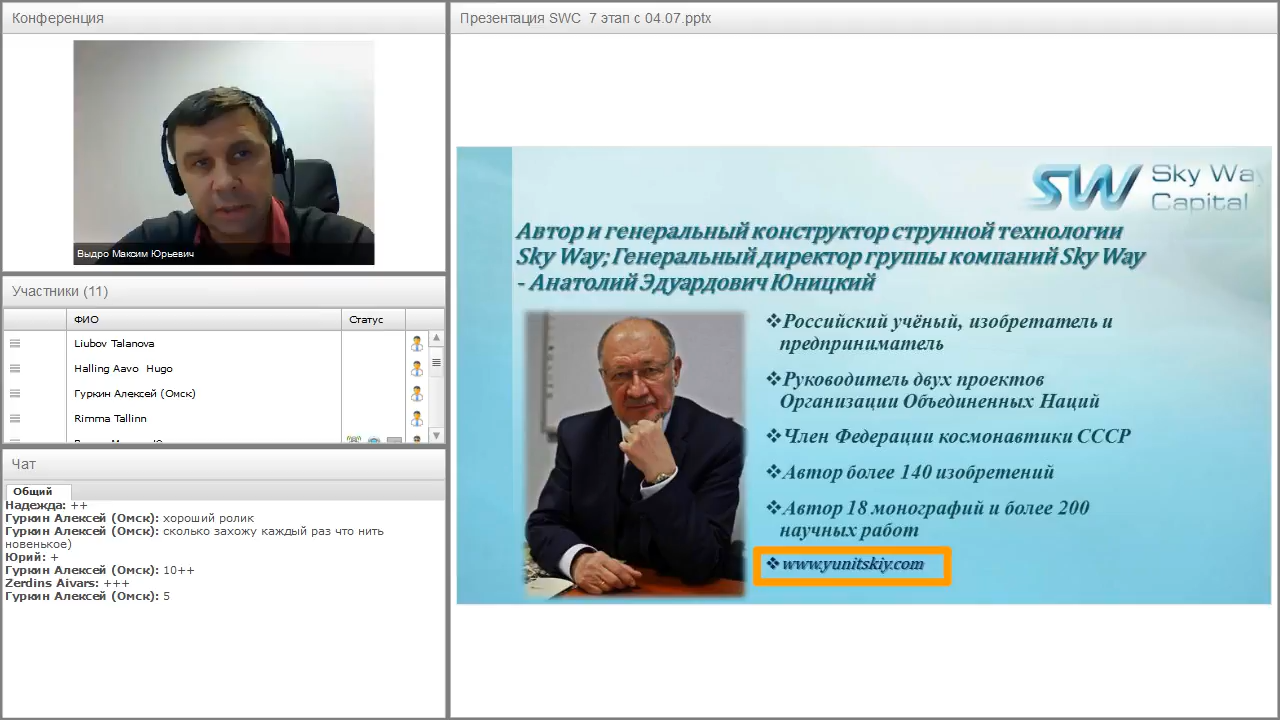 Конференция
Выдро Максим Юрьевич
Участники (11)
ФИО
Статус
Liubov Talanova
Halling Aavo Hugo
Гуркин Алексей (Омск)
Rimma Tallinn
Чат
Общий
Надежда: ++
Гуркин Алексей (Омск): хороший ролик
Гуркин Алексей (Омск): сколько захожу каждый раз что нить
новенькое)
Юрий: +
Гуркин Алексей (Омск): 10++
Zerdins Aivars: +++
Гуркин Алексей (Омск): 5
Презентация SWC 7 этап с 04.07.pptx
SW Sky Way
Capital
Автор и генеральный конструктор струнной технологии
Sky Way; Генеральный директор группы компаний Sky Way
- Анатолий Эдуардович Юницкий
❖Российский учёный, изобретатель и
предприниматель
❖Руководитель двух проектов
Организации Объединенных Наций
❖Член Федерации космонавтики СССР
❖Автор более 140 изобретений
❖Автор 18 монографий и более 200
научных работ
❖www.yunitskiy.com